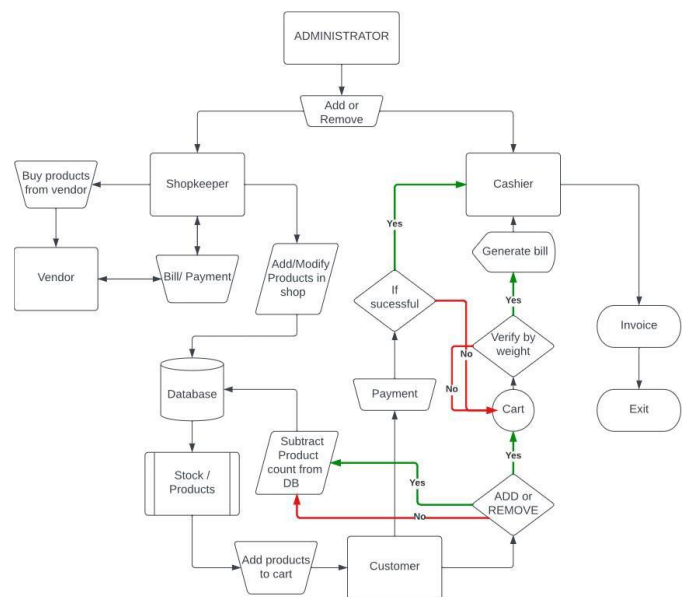 ADMINISTRATOR
Add or
Remove
Buy products
from vendor
Shopkeeper
Cashier
Yes
Generate bill
Vendor
Bill/ Payment
Add/Modify
Products in
shop
If
sucessful
Yes
Invoice
Verify by
weight
No
No
Database
Payment
Cart
Exit
Subtract
Product
count from
DB
Yes
Stock /
Products
Yes
ADD or
REMOVE
No
Add products
to cart
Customer